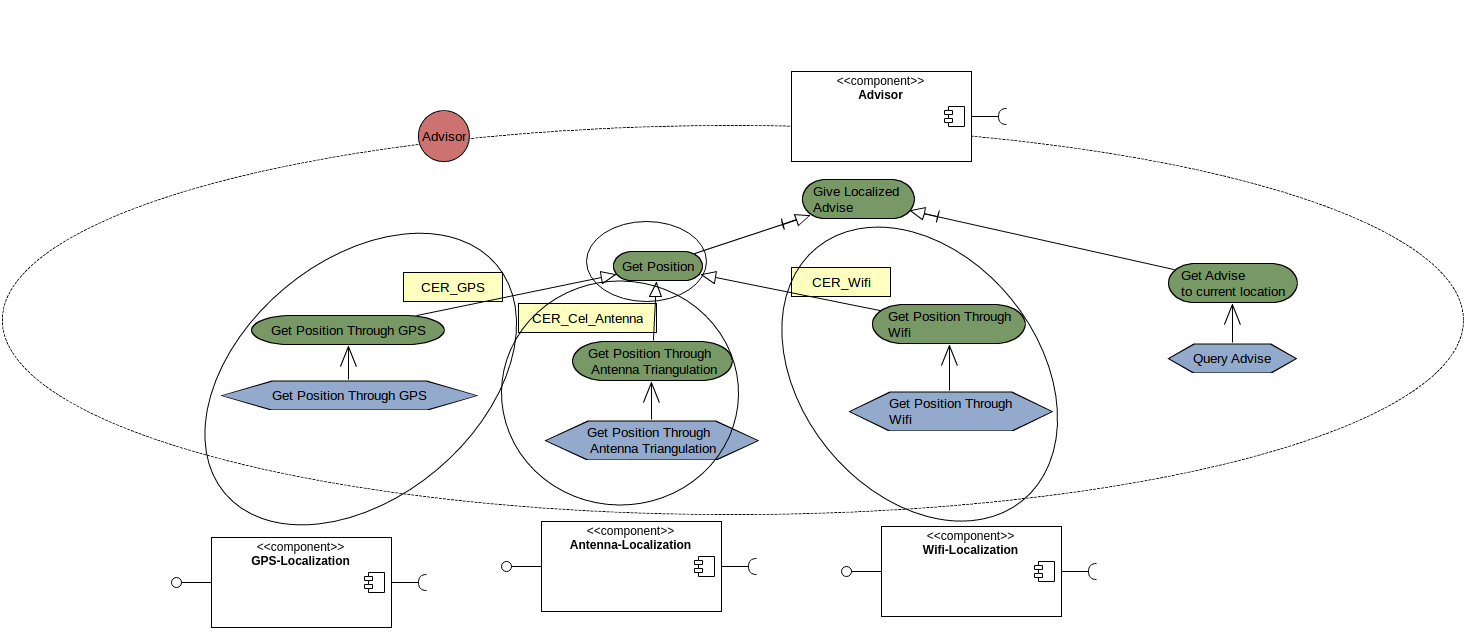 <<component>>
Advisor
Advisor
Give Localized
Advise
Get Position
Get Advise
to current location
CER_GPS
CER_Cel_Antenna
CER_Wifi
Get Position Through GPS
Get Position Through
Antenna Triangulation
Get Position Through
Wifi
Query Advise
Get Position Through GPS
Get Position Through
Antenna Triangulation
Get Position Through
Wifi
<<component>>
GPS-Localization
<<component>>
Antenna-Localization
<<component>>
Wifi-Localization